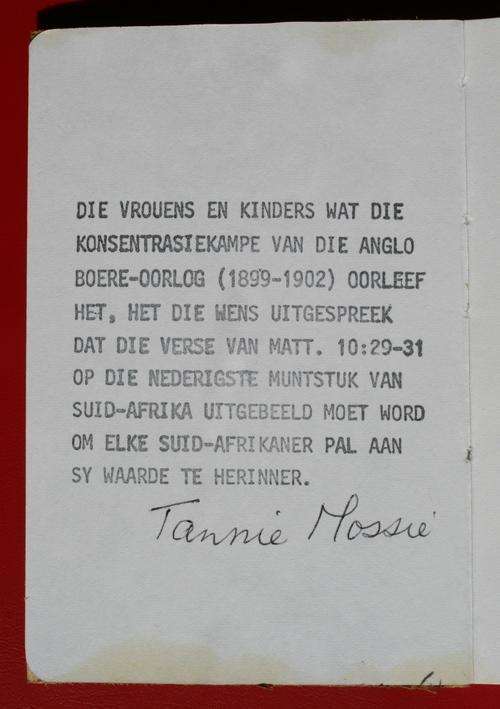 DIE VROUENS EN KINDERS WAT DIE
KONSENTRASIEKAMPE VAN DIE ANGLO
BOERE-OORLOG (1899-1902) OORLEEF
HET, HET DIE WENS UITGESPREEK
DAT DIE VERSE VAN MATT. 10:29-31
OP DIE NEDERIGSTE MUNTSTUK VAN
SUID-AFRIKA UITGEBEELD MOET WORD
OM ELKE SUID-AFRIKANER PAL AAN
SY WAARDE TE HERINNER.
Tannie Mossie